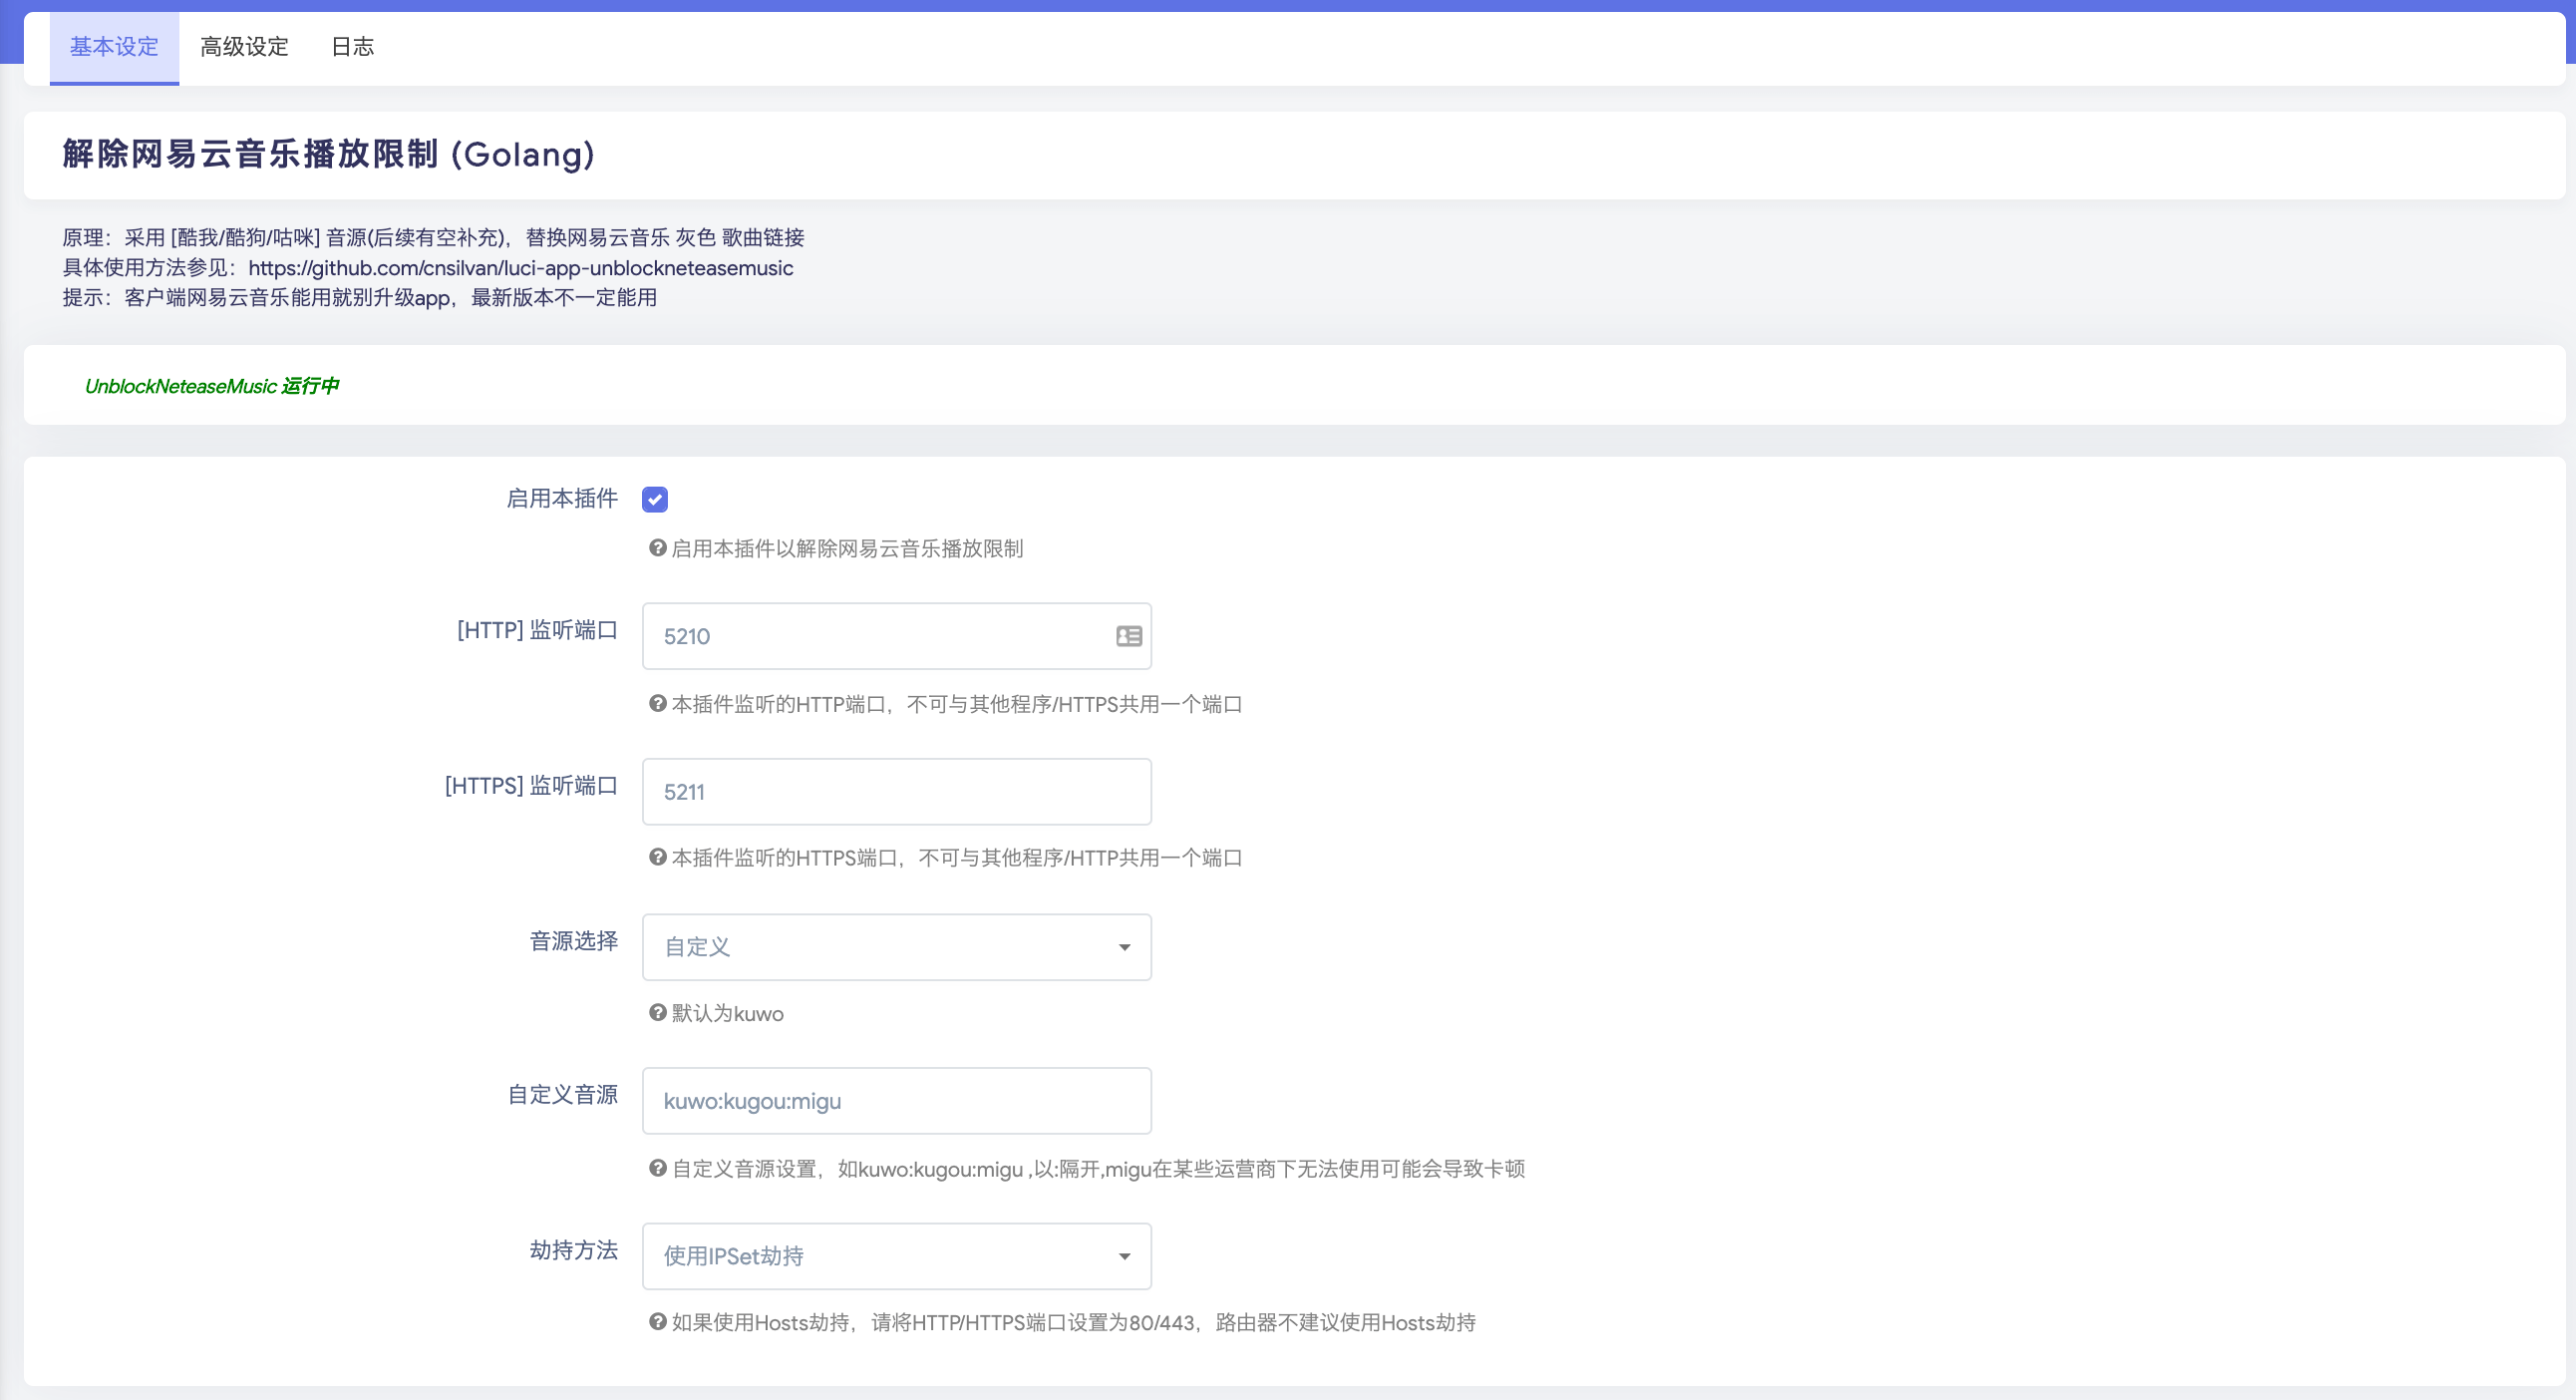 基本设定 高级设定 日志
解除网易云音乐播放限制 (Golang)
原理：采用 [酷我/酷狗/咕咪] 音源(后续有空补充)，替换网易云音乐 灰色 歌曲链接
具体使用方法参见：https://github.com/cnsilvan/luci-app-unblockneteasemusic
提示：客户端网易云音乐能用就别升级app，最新版本不一定能用
UnblockNeteaseMusic 运行中
启用本插件
启用本插件以解除网易云音乐播放限制
[HTTP] 监听端口 5210
本插件监听的HTTP端口，不可与其他程序/HTTPS共用一个端口
[HTTPS] 监听端口 5211
本插件监听的HTTPS端口，不可与其他程序/HTTP共用一个端口
音源选择 自定义
默认为kuwo
自定义音源 kuwo:kugou:migu
自定义音源设置，如kuwo:kugou:migu ,以:隔开,migu在某些运营商下无法使用可能会导致卡顿
劫持方法 使用IPSet劫持
如果使用Hosts劫持，请将HTTP/HTTPS端口设置为80/443，路由器不建议使用Hosts劫持